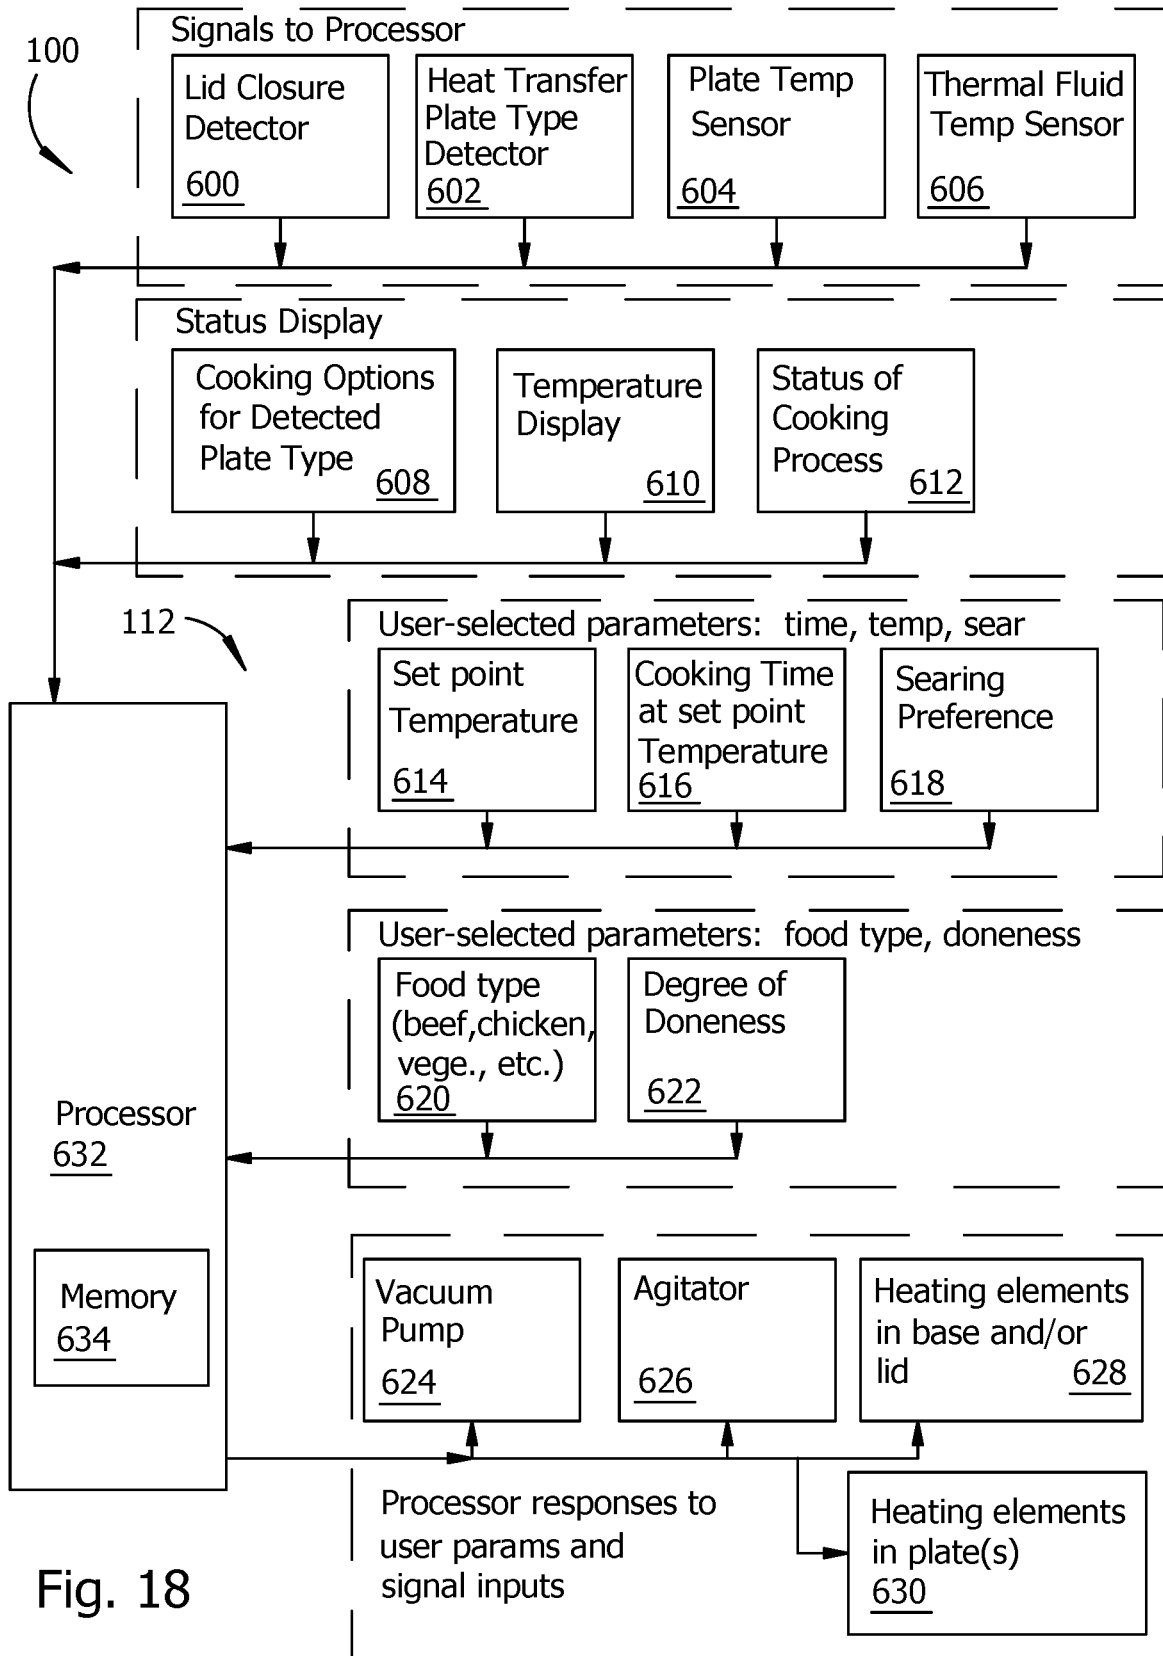 100
Signals to Processor
Lid Closure
Detector
600
Heat Transfer
Plate Type
Detector
602
Plate Temp
Sensor
604
Thermal Fluid
Temp Sensor
606
Status Display
Cooking Options
for Detected
Plate Type
608
Temperature
Display
610
Status of
Cooking
Process
612
112
User-selected parameters: time, temp, sear
Set point
Temperature
614
Cooking Time
at set point
Temperature
616
Searing
Preference
618
User-selected parameters: food type, doneness
Food type
(beef,chicken,
vege., etc.)
620
Degree of
Doneness
622
Processor
632
Memory
634
Vacuum
Pump
624
Agitator
626
Heating elements
in base and/or
lid
628
Processor responses to
user params and
signal inputs
Heating elements
in plate(s)
630
Fig. 18